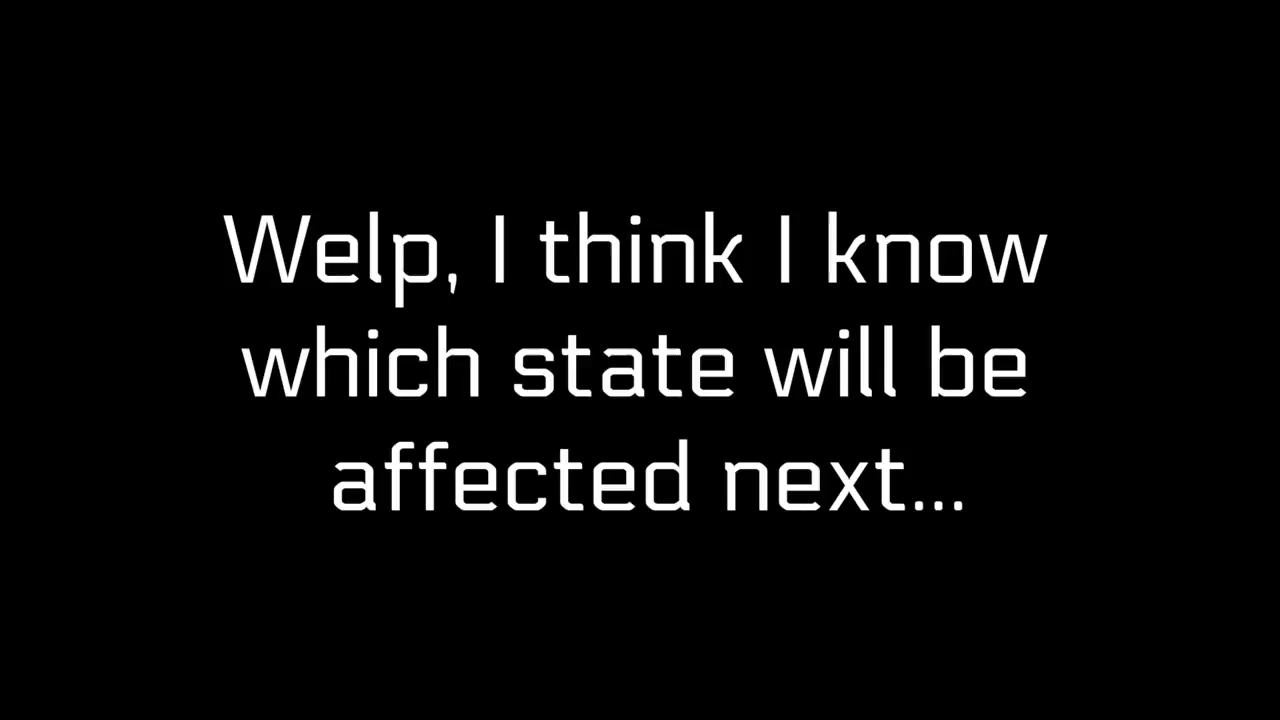 Welp, I think I know
which state will be
affected next...